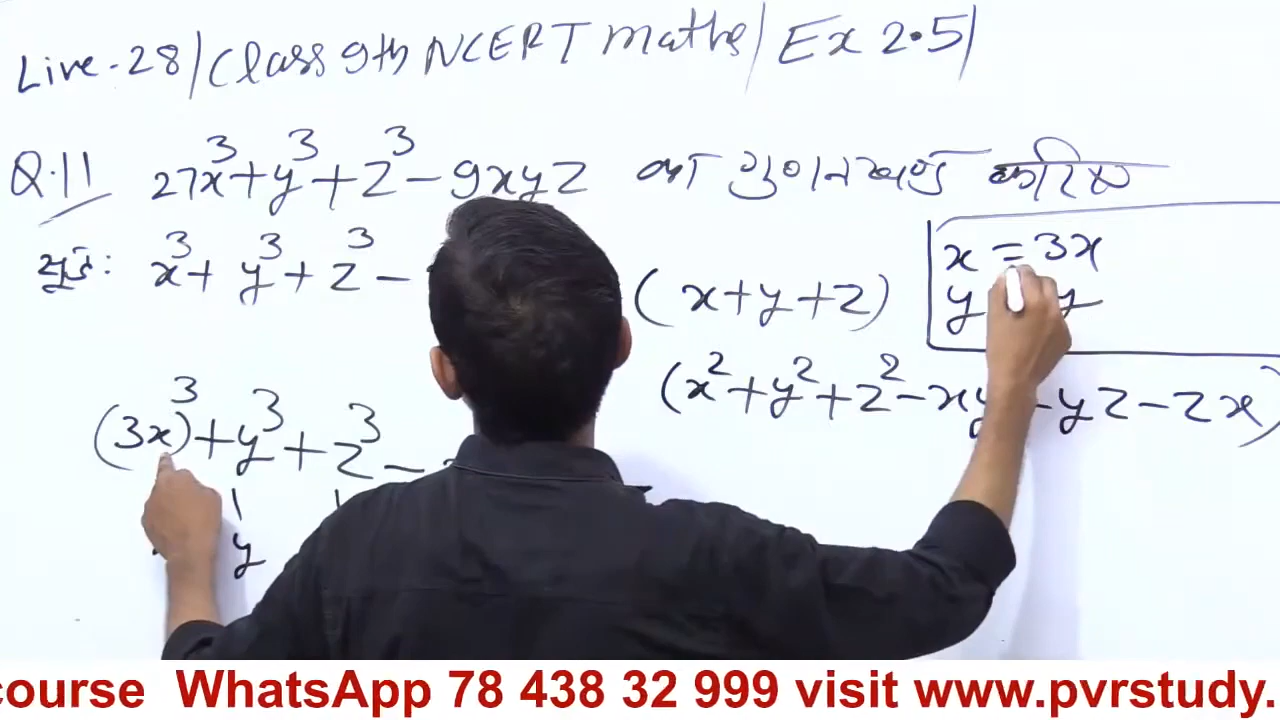 Live-28/Class 9th NCERT maths/Ex 2.5/
Q.11 27x³+y³+z³-9xyz का गुणनखण्ड करिए
सूत्र: x³+y³+z³-
(x+y+z)
(x²+y²+z²-xy-yz-zx)
x=3x
y y
(3x)³+y³+z³-
y
course WhatsApp 78 438 32 999 visit www.pvrstudy.